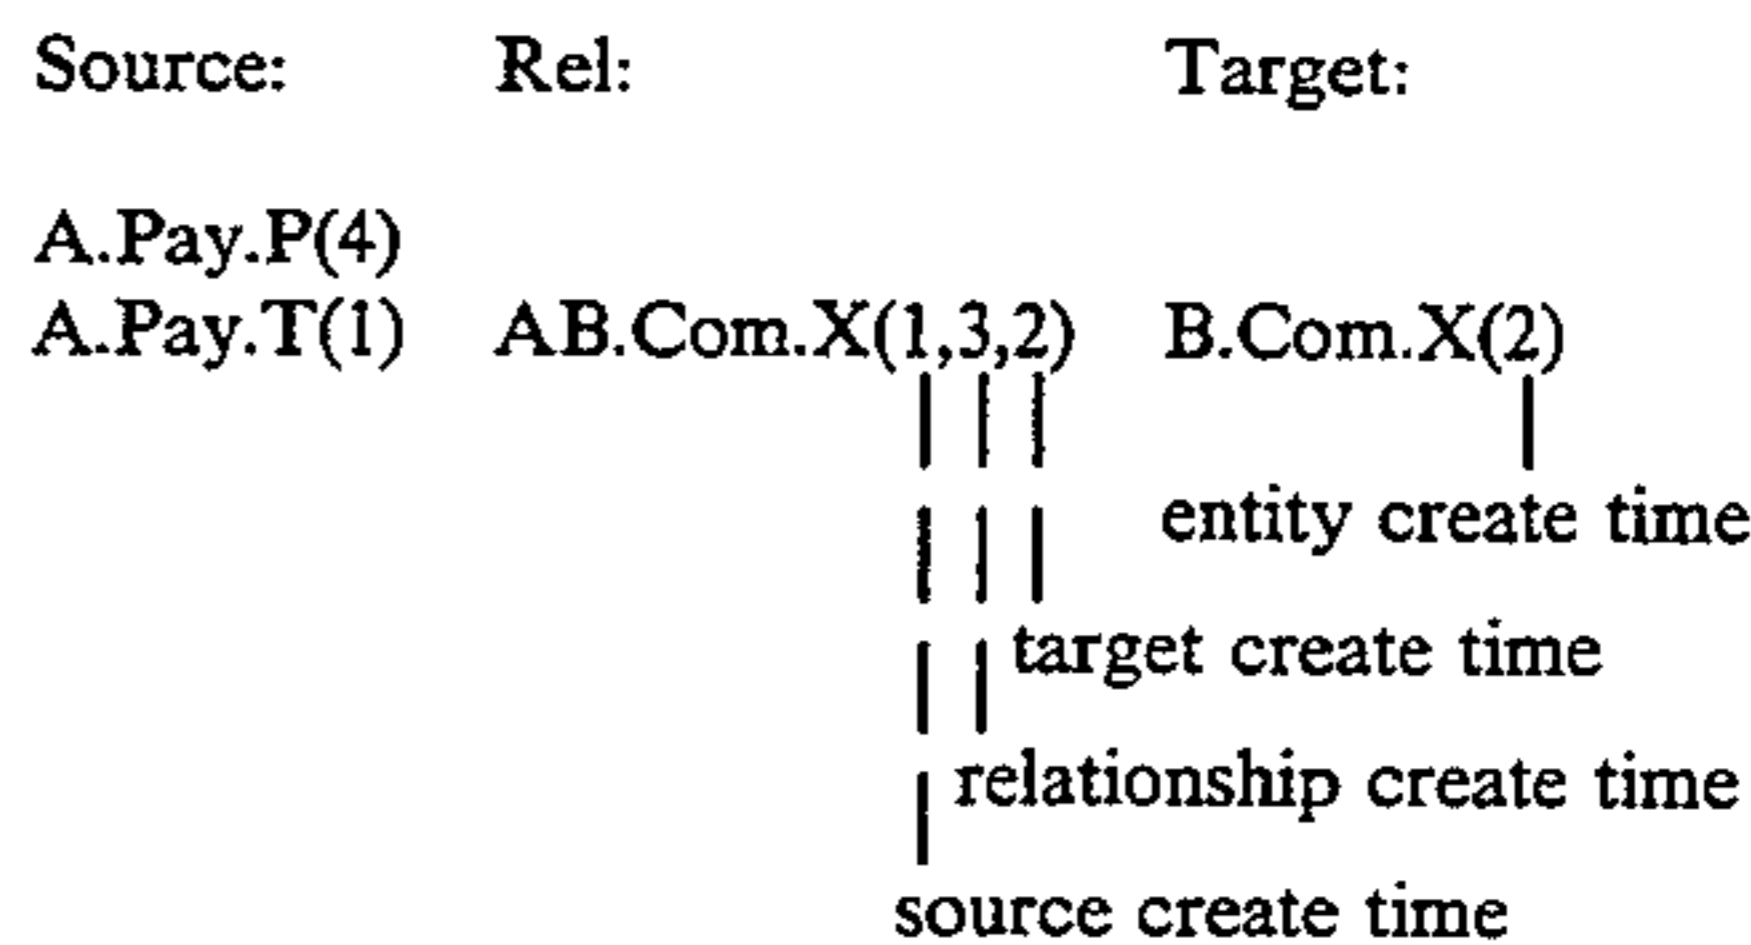 Source: Rel: Target:
A.Pay.P(4)
A.Pay.T(1) AB.Com.X(1,3,2) B.Com.X(2)
entity create time
target create time
relationship create time
source create time